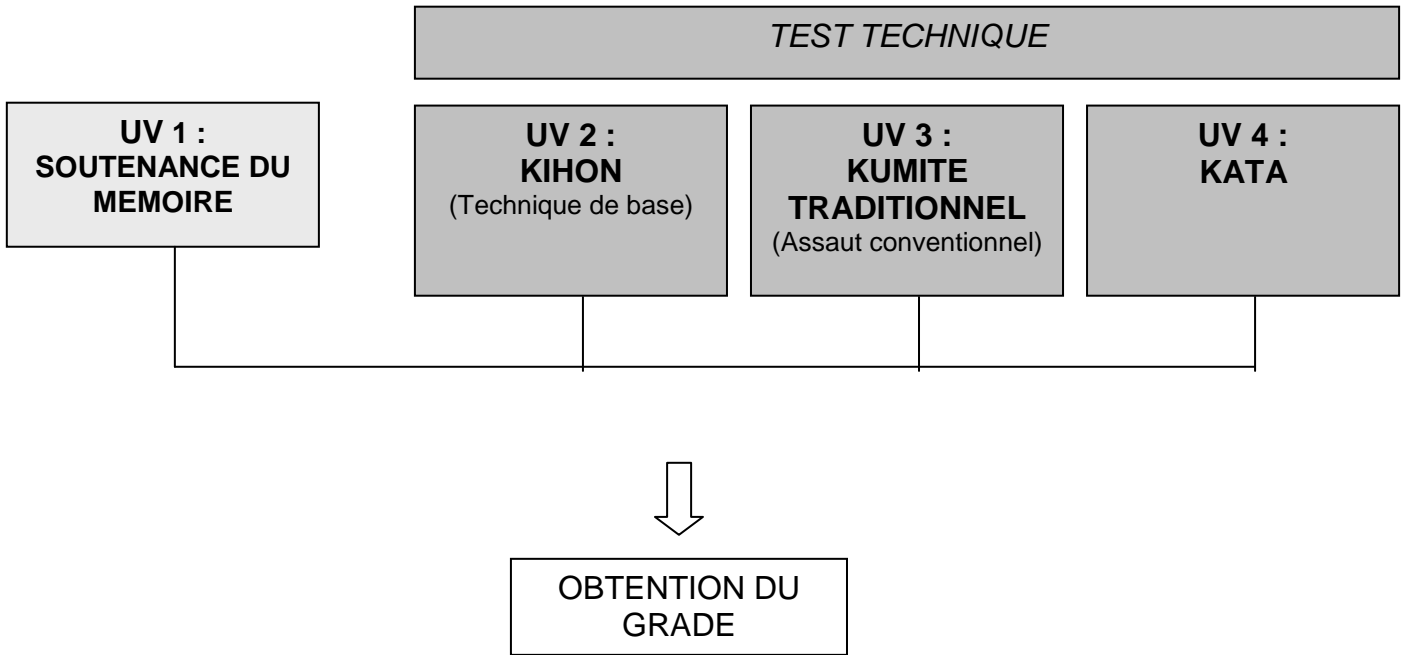 TEST TECHNIQUE
UV 1 :
SOUTENANCE DU
MEMOIRE
UV 2 :
KIHON
(Technique de base)
UV 3 :
KUMITE
TRADITIONNEL
(Assaut conventionnel)
UV 4 :
KATA
OBTENTION DU
GRADE